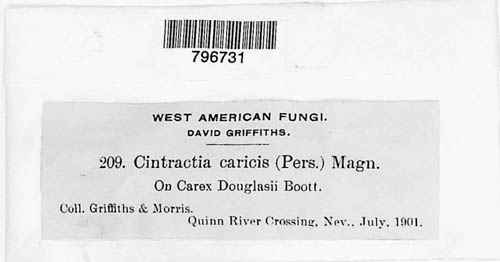 796731
WEST AMERICAN FUNGI.
DAVID GRIFFITHS.
209. Cintractia caricis (Pers.) Magn.
On Carex Douglasii Boott.
Coll. Griffiths & Morris.
Quinn River Crossing, Nev., July, 1901.